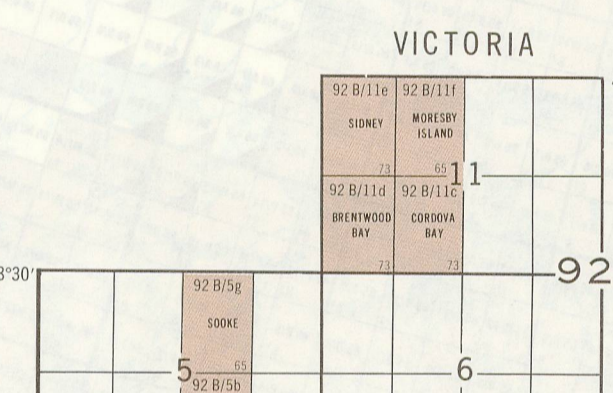 VICTORIA
92 B/11e
92 B/11f
SIDNEY
MORESBY
ISLAND
73
65
11
92 B/11d
92 B/11c
BRENTWOOD
BAY
CORDOVA
BAY
73
73
92
8°30′
92 B/5g
SOOKE
65
5
6
92 B/5b